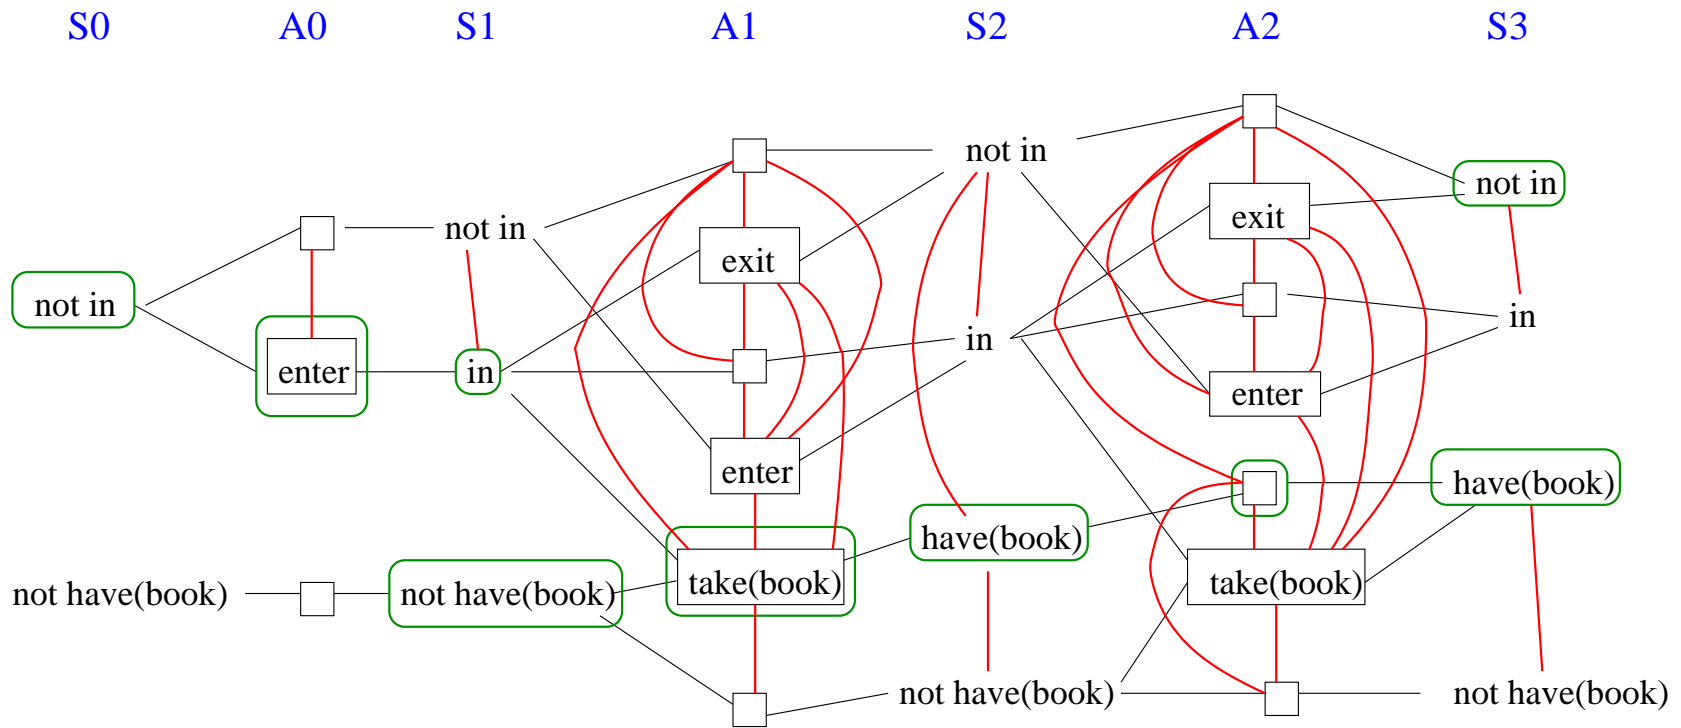 S0 A0 S1 A1 S2 A2 S3
not in
enter
not have(book)
not in
in
not have(book)
exit
enter
take(book)
not in
in
have(book)
not have(book)
exit
enter
take(book)
not in
in
have(book)
not have(book)